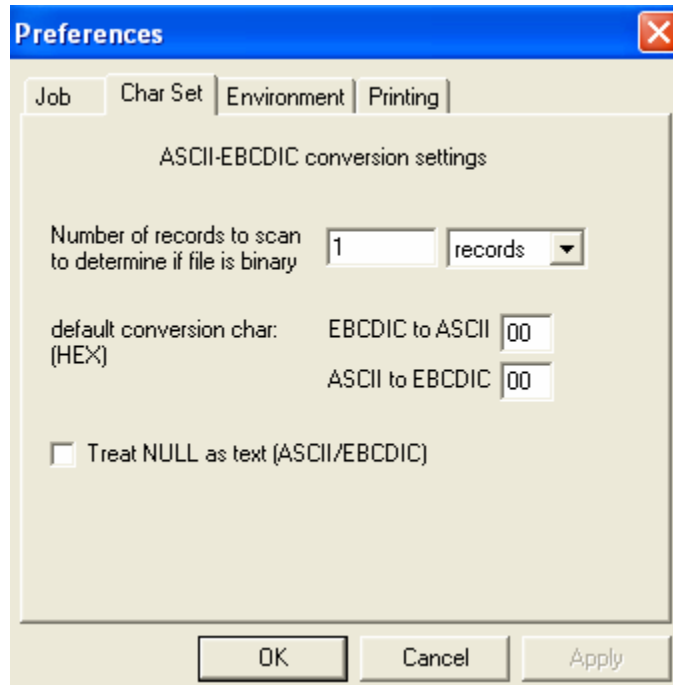 Preferences
Job Char Set Environment Printing
ASCII-EBCDIC conversion settings
Number of records to scan
to determine if file is binary
1 records
default conversion char:
(HEX)
EBCDIC to ASCII 00
ASCII to EBCDIC 00
Treat NULL as text (ASCII/EBCDIC)
OK Cancel Apply